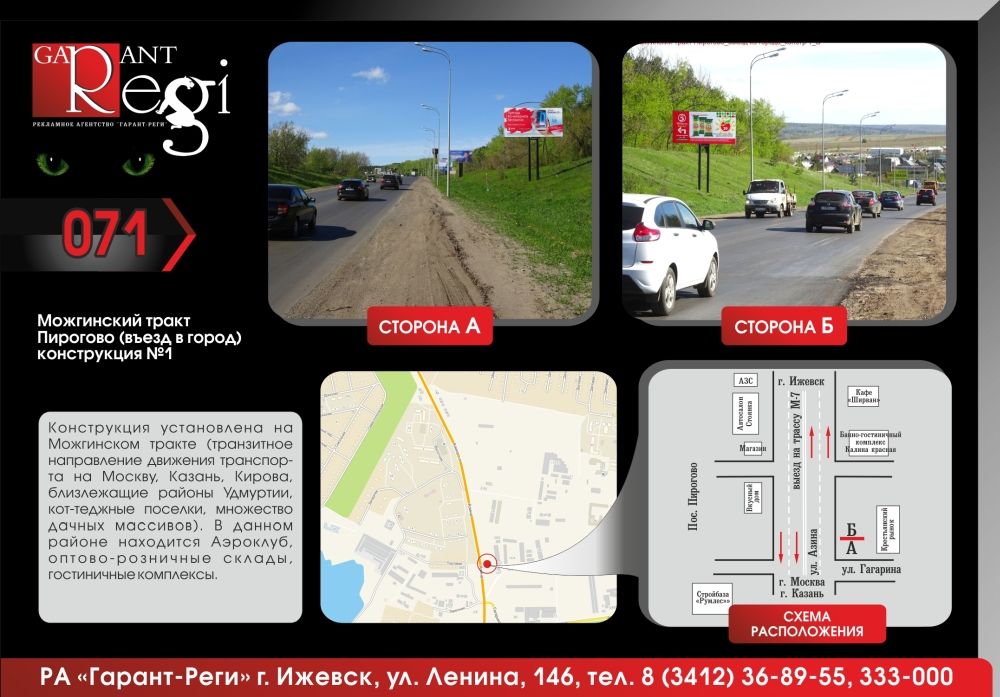 GARANT
Regi
РЕКЛАМНОЕ АГЕНТСТВО "ГАРАНТ-РЕГИ"
071
Можгинский тракт
Пирогово (въезд в город)
конструкция №1
СТОРОНА А
СТОРОНА Б
Конструкция установлена на
Можгинском тракте (транзитное
направление движения транспор-
та на Москву, Казань, Кирова,
близлежащие районы Удмуртии,
кот-теджные поселки, множество
дачных массивов). В данном
районе находится Аэроклуб,
оптово-розничные склады,
гостиничные комплексы.
АЗС
г. Ижевск
Автосалон
Стоянка
Кафе
«Ширван»
Магазин
выезд на трассу М-7
Банно-гостиничный
комплекс
Калина красная
Пос. Пирогово
Вкусный
дом
Крестьянский
рынок
ул. Азина
Б
А
ул. Гагарина
г. Москва
г. Казань
Стройбаза
«Румлес»
СХЕМА
РАСПОЛОЖЕНИЯ
РА «Гарант-Реги» г. Ижевск, ул. Ленина, 146, тел. 8 (3412) 36-89-55, 333-000